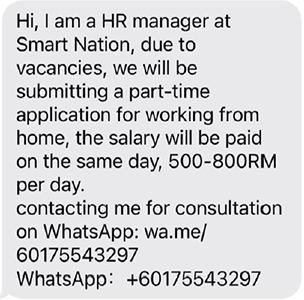 Hi, I am a HR manager at
Smart Nation, due to
vacancies, we will be
submitting a part-time
application for working from
home, the salary will be paid
on the same day, 500-800RM
per day.
contacting me for consultation
on WhatsApp: wa.me/
60175543297
WhatsApp： +60175543297